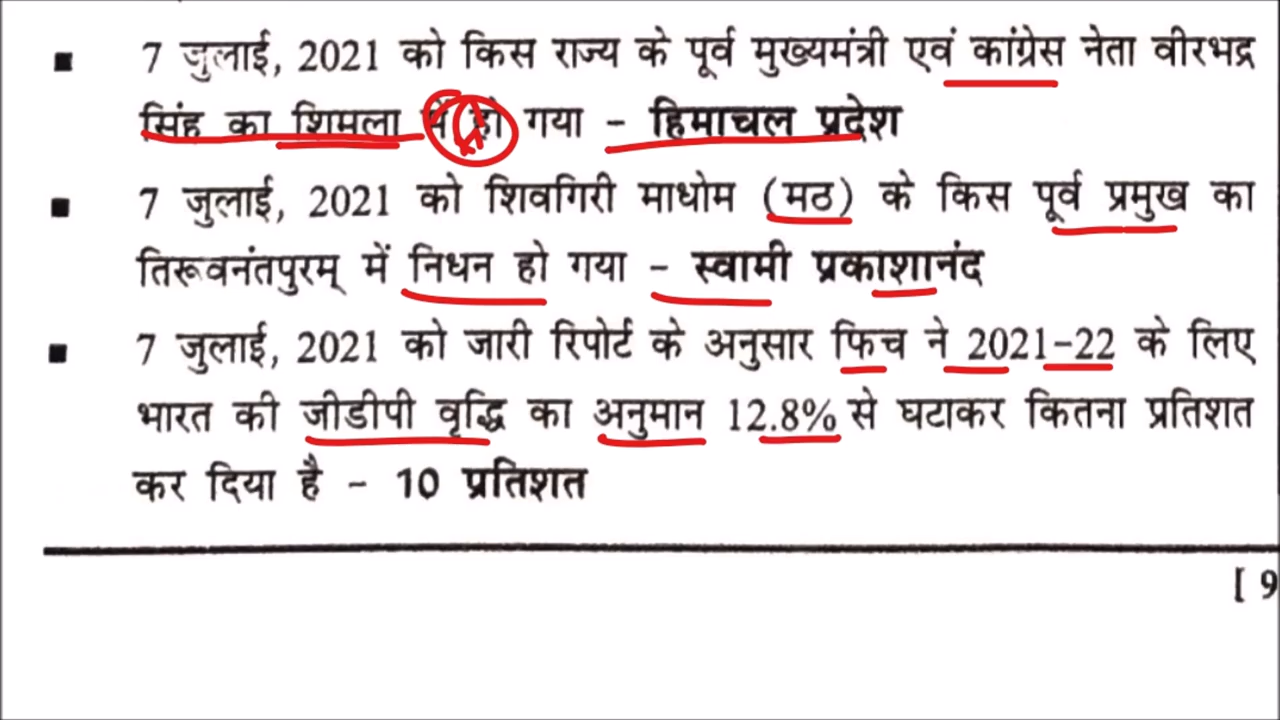 ▪ 7 जुलाई, 2021 को किस राज्य के पूर्व मुख्यमंत्री एवं कांग्रेस नेता वीरभद्र
सिंह का शिमला में हो गया - हिमाचल प्रदेश
▪ 7 जुलाई, 2021 को शिवगिरी माधोम (मठ) के किस पूर्व प्रमुख का
तिरूवनंतपुरम् में निधन हो गया - स्वामी प्रकाशानंद
▪ 7 जुलाई, 2021 को जारी रिपोर्ट के अनुसार फिच ने 2021-22 के लिए
भारत की जीडीपी वृद्धि का अनुमान 12.8% से घटाकर कितना प्रतिशत
कर दिया है - 10 प्रतिशत
[ 9